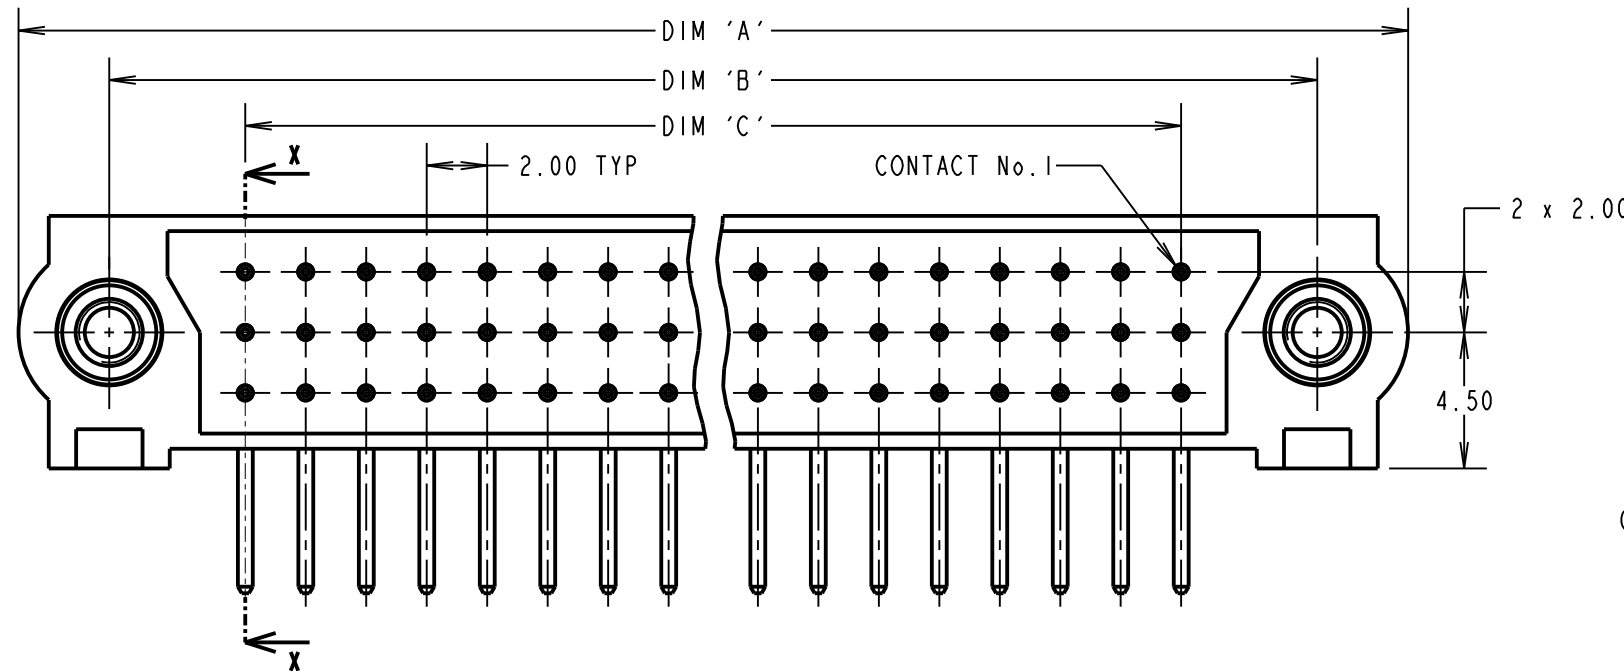 DIM 'A'
DIM 'B'
DIM 'C'
X
2.00 TYP
CONTACT No.1
2 x 2.00
4.50
X